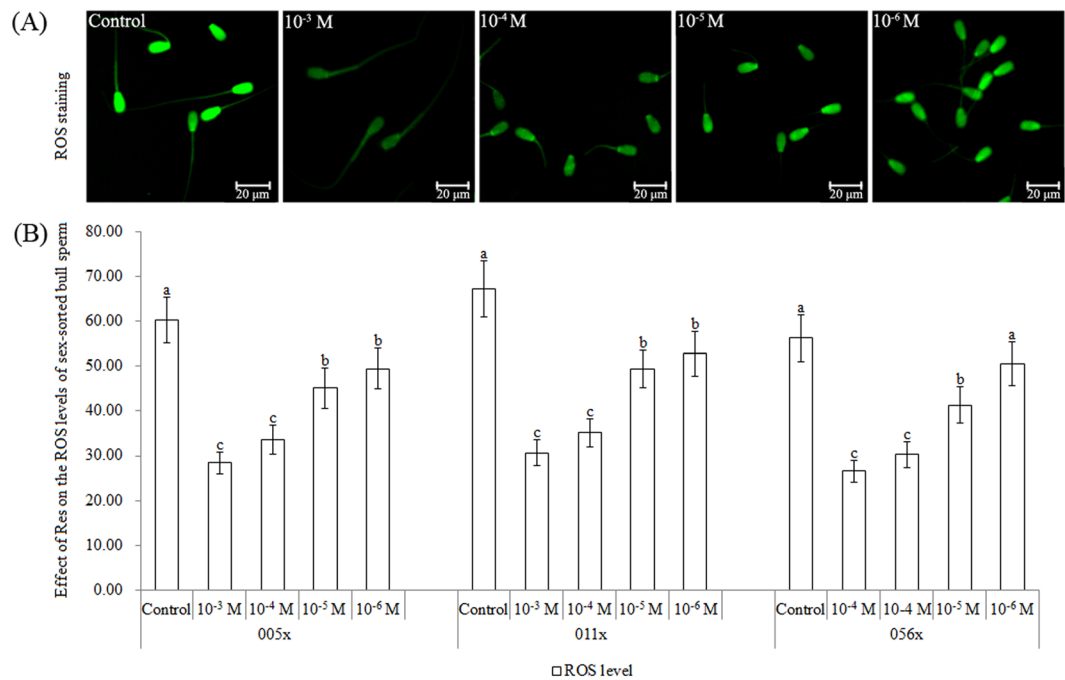 (A)
Control 10⁻³ M 10⁻⁴ M 10⁻⁵ M 10⁻⁶ M
ROS staining
20 μm 20 μm 20 μm 20 μm 20 μm
(B)
Effect of Res on the ROS levels of sex-sorted bull sperm
80.00
70.00
60.00
50.00
40.00
30.00
20.00
10.00
0.00
a c c b b a c c b b a c c b a
Control 10⁻³ M 10⁻⁴ M 10⁻⁵ M 10⁻⁶ M Control 10⁻³ M 10⁻⁴ M 10⁻⁵ M 10⁻⁶ M Control 10⁻⁴ M 10⁻⁴ M 10⁻⁵ M 10⁻⁶ M
005x 011x 056x
ROS level